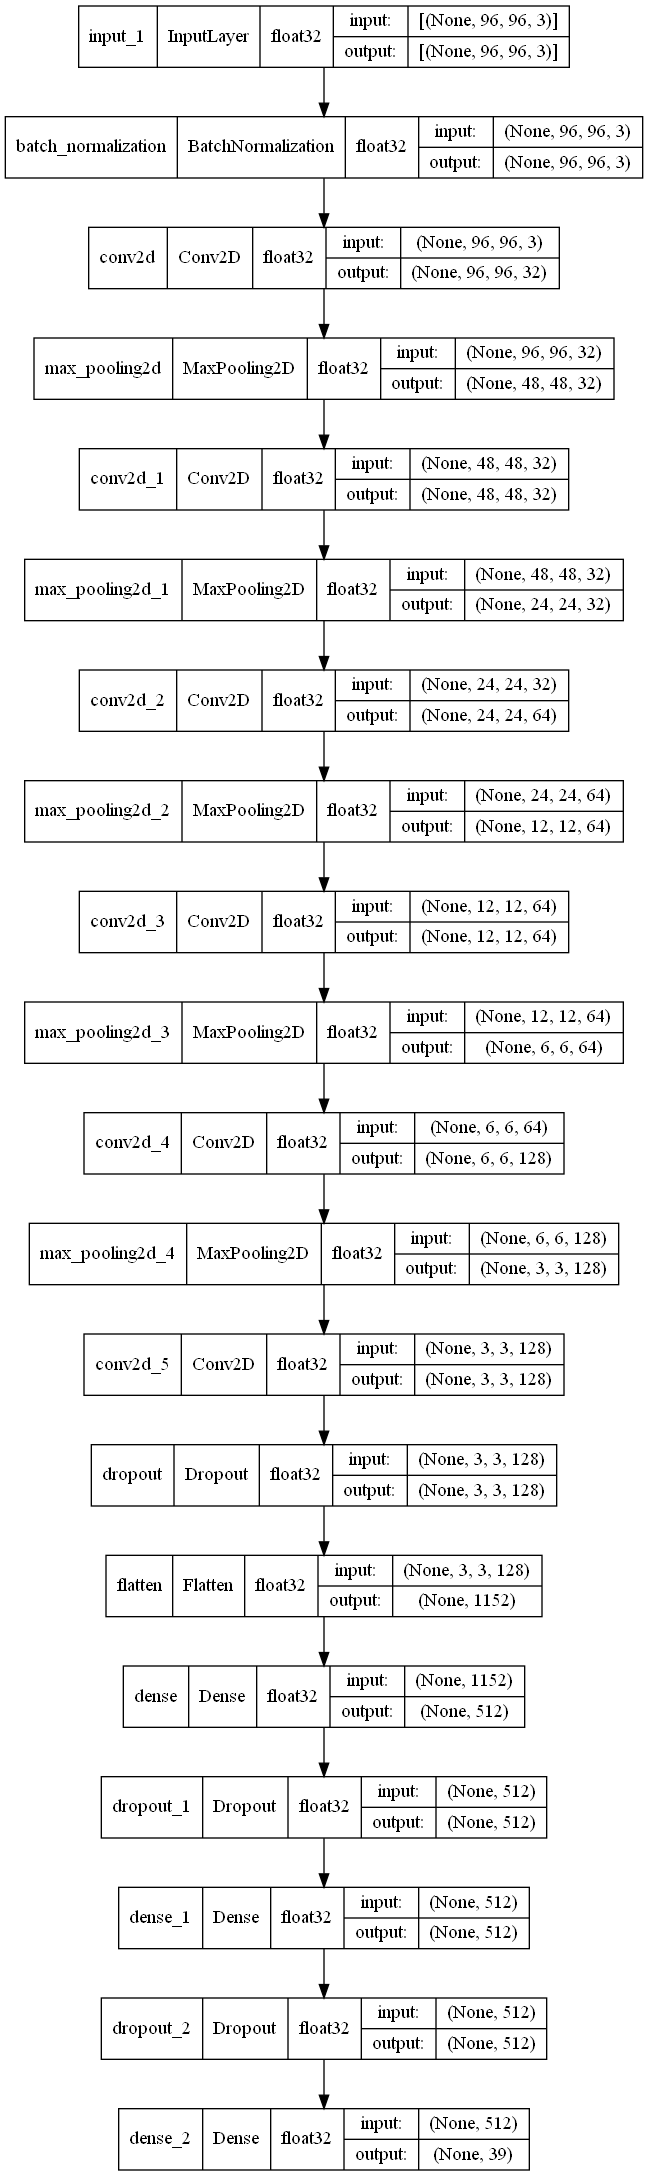 input_1 InputLayer float32 input: [(None, 96, 96, 3)]
output: [(None, 96, 96, 3)]
batch_normalization BatchNormalization float32 input: (None, 96, 96, 3)
output: (None, 96, 96, 3)
conv2d Conv2D float32 input: (None, 96, 96, 3)
output: (None, 96, 96, 32)
max_pooling2d MaxPooling2D float32 input: (None, 96, 96, 32)
output: (None, 48, 48, 32)
conv2d_1 Conv2D float32 input: (None, 48, 48, 32)
output: (None, 48, 48, 32)
max_pooling2d_1 MaxPooling2D float32 input: (None, 48, 48, 32)
output: (None, 24, 24, 32)
conv2d_2 Conv2D float32 input: (None, 24, 24, 32)
output: (None, 24, 24, 64)
max_pooling2d_2 MaxPooling2D float32 input: (None, 24, 24, 64)
output: (None, 12, 12, 64)
conv2d_3 Conv2D float32 input: (None, 12, 12, 64)
output: (None, 12, 12, 64)
max_pooling2d_3 MaxPooling2D float32 input: (None, 12, 12, 64)
output: (None, 6, 6, 64)
conv2d_4 Conv2D float32 input: (None, 6, 6, 64)
output: (None, 6, 6, 128)
max_pooling2d_4 MaxPooling2D float32 input: (None, 6, 6, 128)
output: (None, 3, 3, 128)
conv2d_5 Conv2D float32 input: (None, 3, 3, 128)
output: (None, 3, 3, 128)
dropout Dropout float32 input: (None, 3, 3, 128)
output: (None, 3, 3, 128)
flatten Flatten float32 input: (None, 3, 3, 128)
output: (None, 1152)
dense Dense float32 input: (None, 1152)
output: (None, 512)
dropout_1 Dropout float32 input: (None, 512)
output: (None, 512)
dense_1 Dense float32 input: (None, 512)
output: (None, 512)
dropout_2 Dropout float32 input: (None, 512)
output: (None, 512)
dense_2 Dense float32 input: (None, 512)
output: (None, 39)